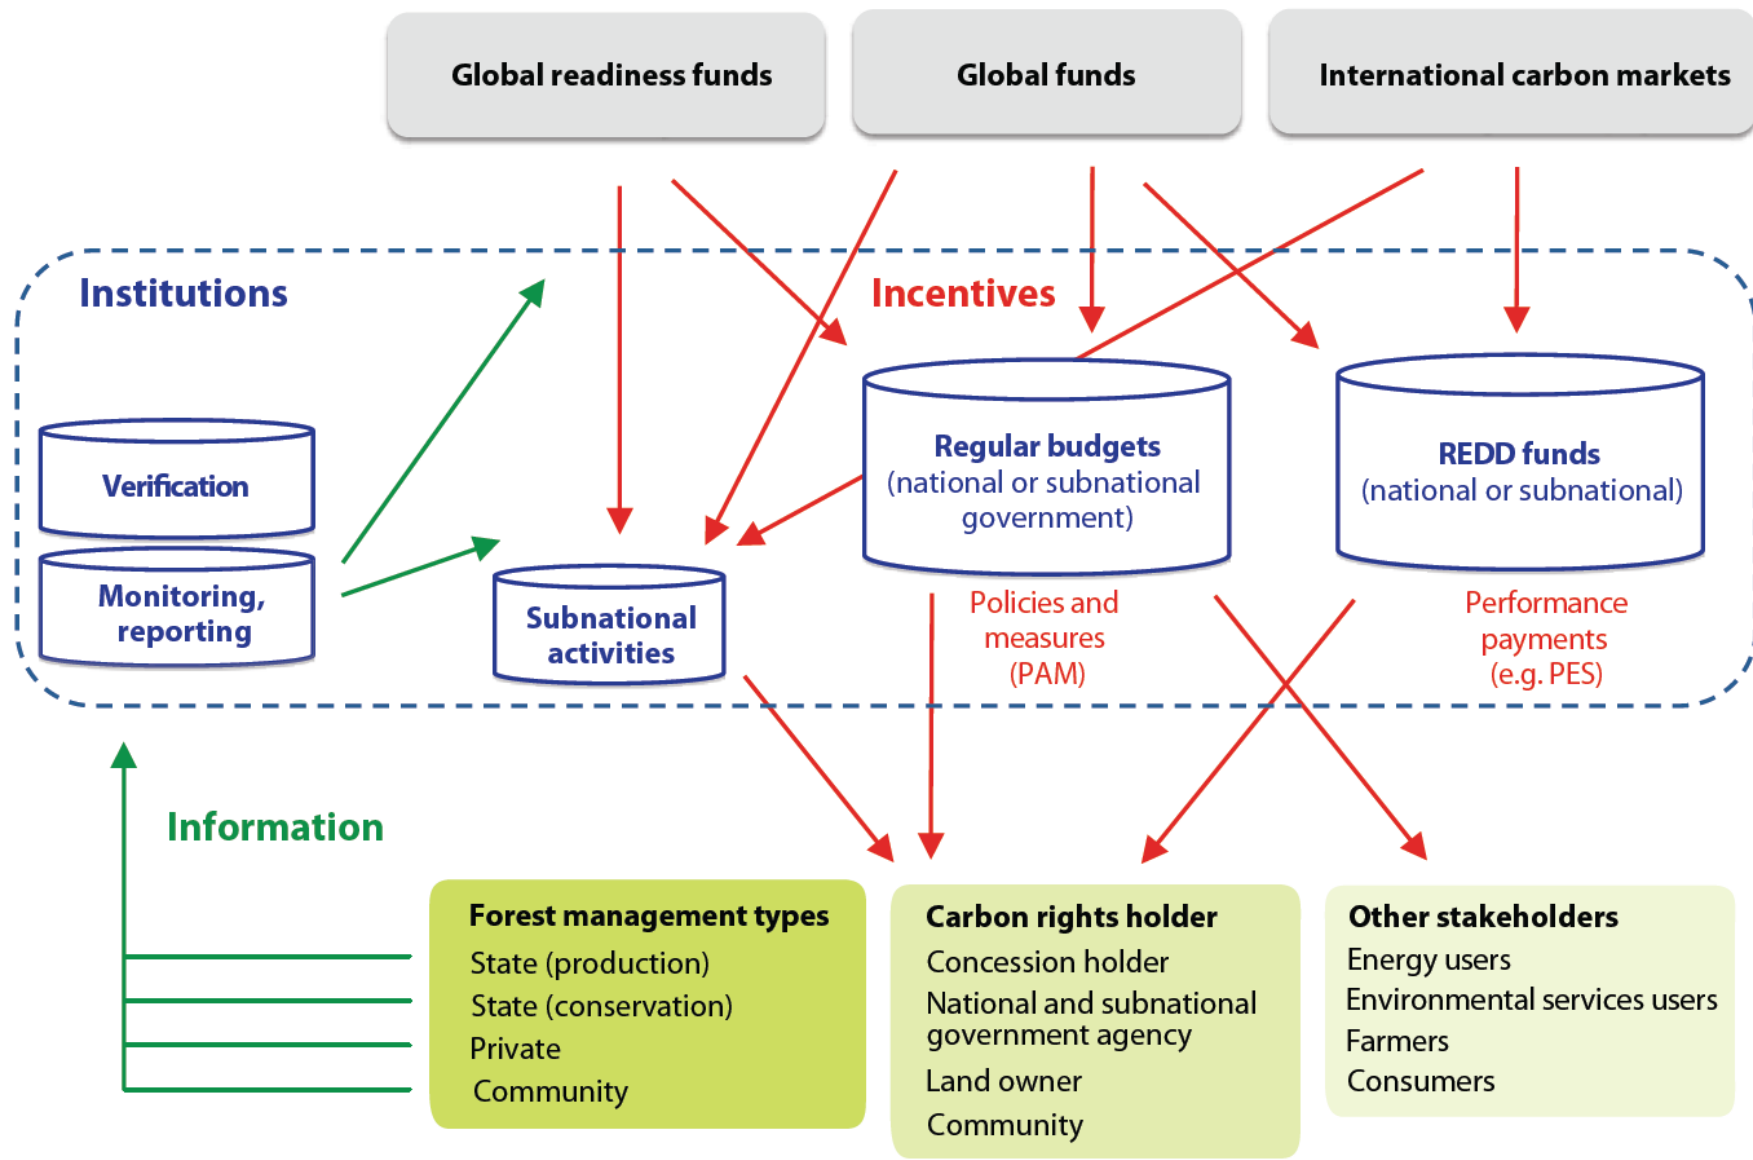 Global readiness funds
Global funds
International carbon markets
Institutions
Incentives
Verification
Monitoring,
reporting
Subnational
activities
Regular budgets
(national or subnational
government)
REDD funds
(national or subnational)
Policies and
measures
(PAM)
Performance
payments
(e.g. PES)
Information
Forest management types
State (production)
State (conservation)
Private
Community
Carbon rights holder
Concession holder
National and subnational
government agency
Land owner
Community
Other stakeholders
Energy users
Environmental services users
Farmers
Consumers